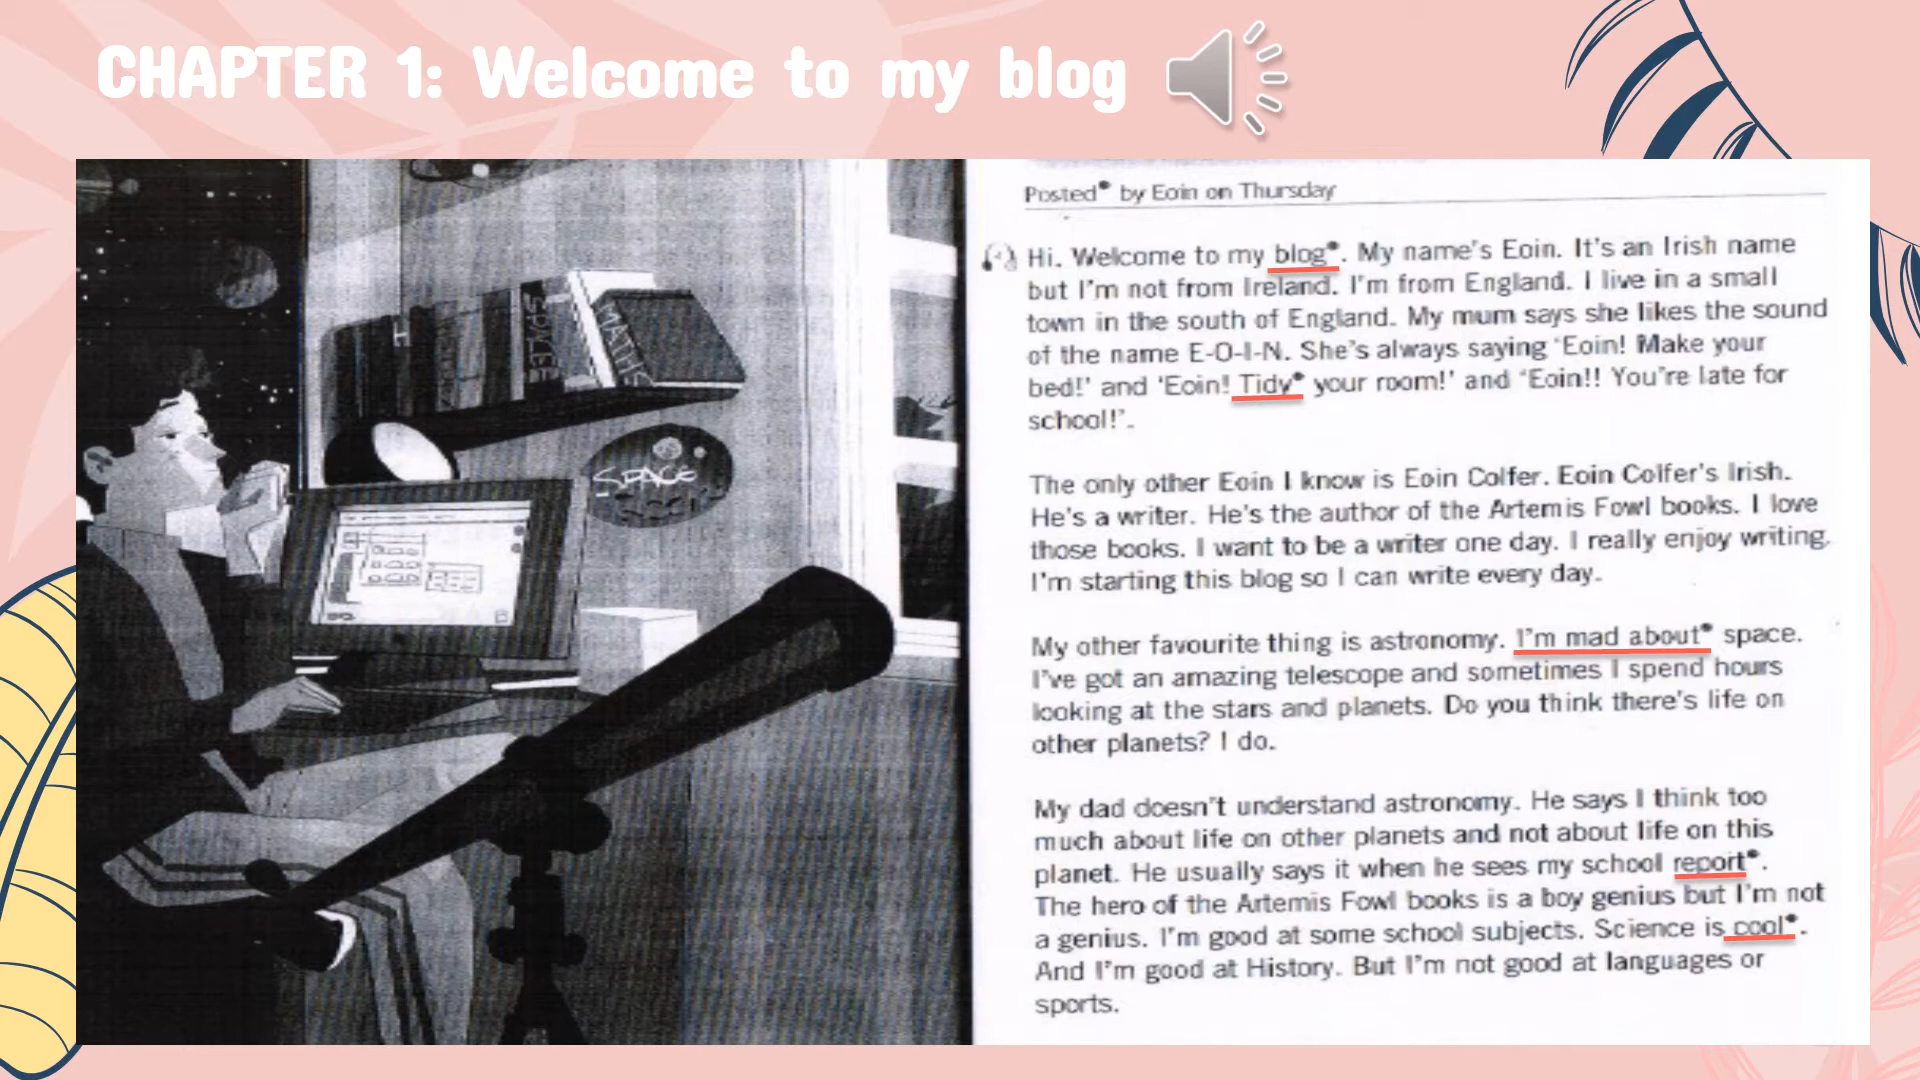 CHAPTER 1: Welcome to my blog
SPACE
MATHS
SPACE
Posted* by Eoin on Thursday
Hi. Welcome to my blog*. My name's Eoin. It's an Irish name
but I'm not from Ireland. I'm from England. I live in a small
town in the south of England. My mum says she likes the sound
of the name E-O-I-N. She's always saying 'Eoin! Make your
bed!' and 'Eoin! Tidy* your room!' and 'Eoin!! You're late for
school!'.
The only other Eoin I know is Eoin Colfer. Eoin Colfer's Irish.
He's a writer. He's the author of the Artemis Fowl books. I love
those books. I want to be a writer one day. I really enjoy writing.
I'm starting this blog so I can write every day.
My other favourite thing is astronomy. I'm mad about* space.
I've got an amazing telescope and sometimes I spend hours
looking at the stars and planets. Do you think there's life on
other planets? I do.
My dad doesn't understand astronomy. He says I think too
much about life on other planets and not about life on this
planet. He usually says it when he sees my school report*.
The hero of the Artemis Fowl books is a boy genius but I'm not
a genius. I'm good at some school subjects. Science is cool*.
And I'm good at History. But I'm not good at languages or
sports.